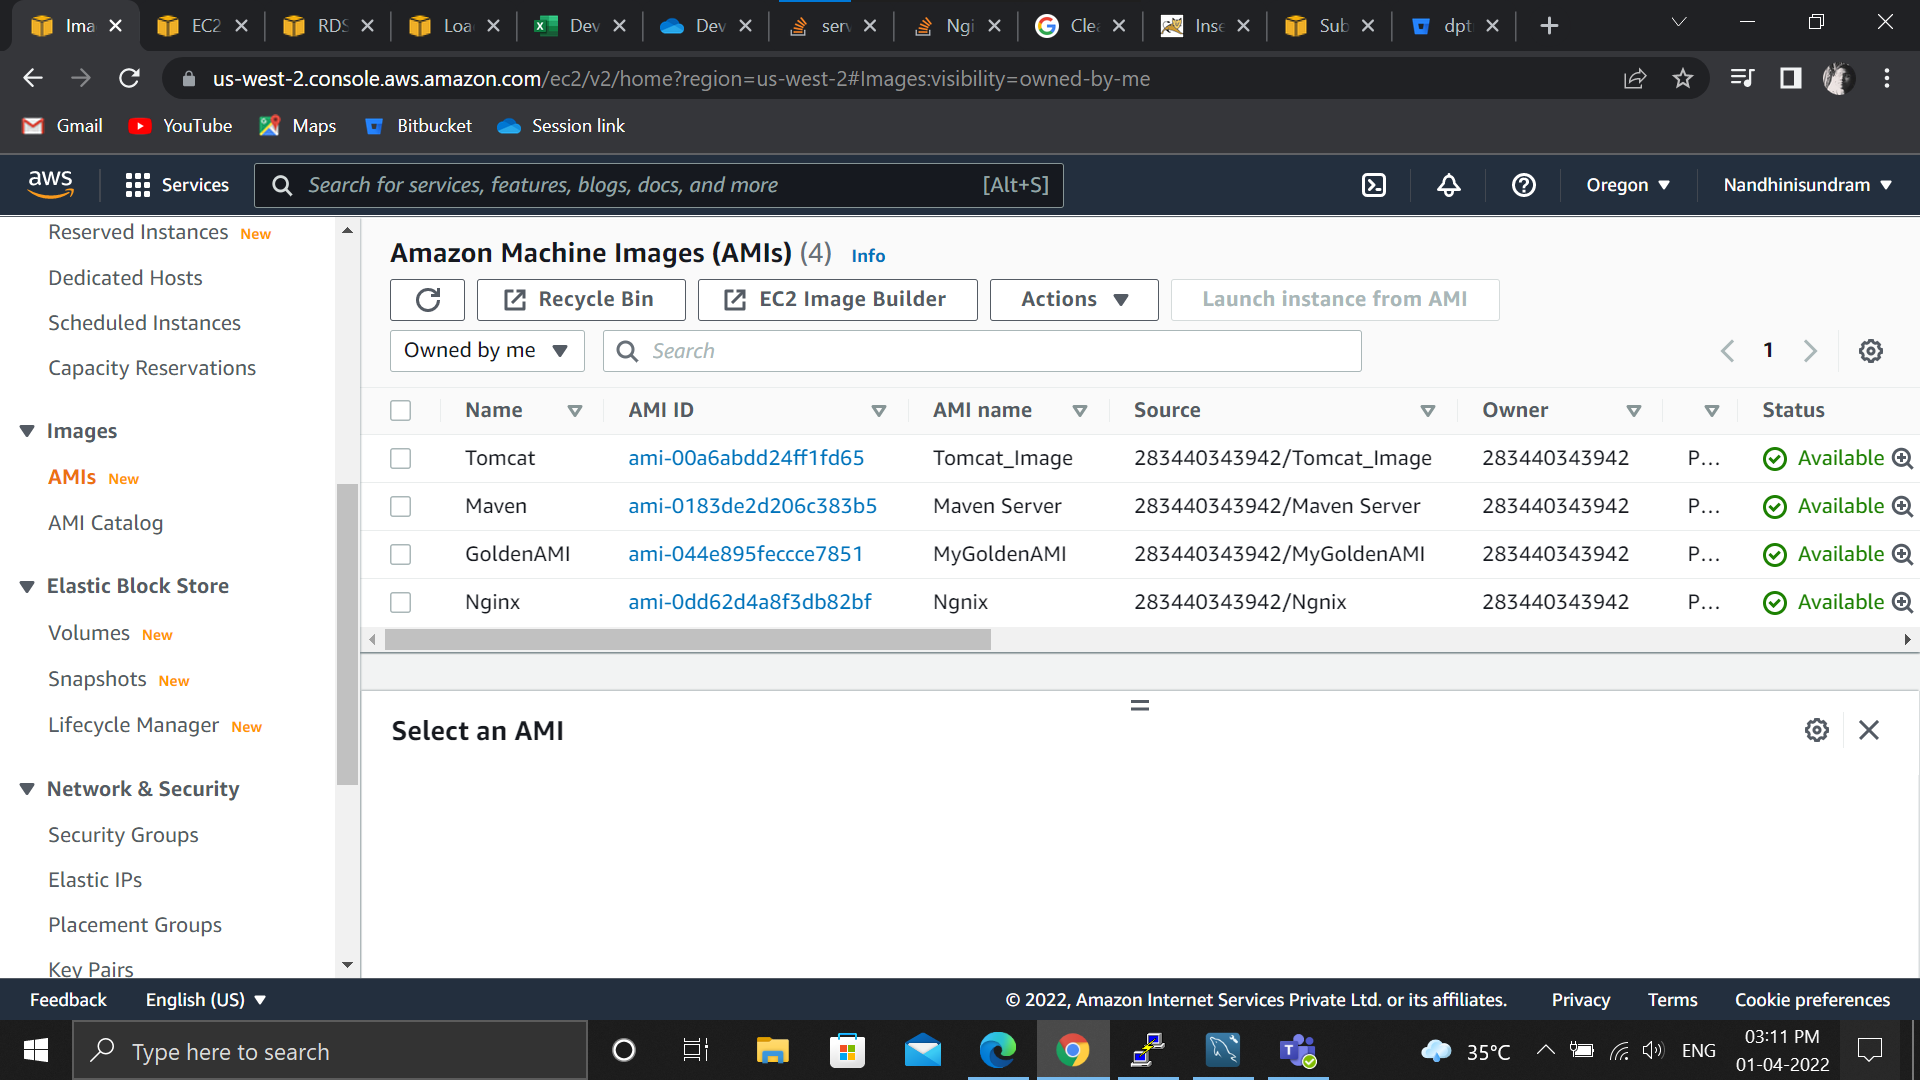 Ima
EC2
RDS
Loa
Dev
Dev
serv
Ngi
Cle
Inse
Sub
dpt
us-west-2.console.aws.amazon.com/ec2/v2/home?region=us-west-2#Images:visibility=owned-by-me
Gmail YouTube Maps Bitbucket Session link
aws Services Search for services, features, blogs, docs, and more [Alt+S] Oregon Nandhinisundram
Reserved Instances New
Dedicated Hosts
Scheduled Instances
Capacity Reservations
Images
AMIs New
AMI Catalog
Elastic Block Store
Volumes New
Snapshots New
Lifecycle Manager New
Network & Security
Security Groups
Elastic IPs
Placement Groups
Key Pairs
Amazon Machine Images (AMIs) (4) Info
Recycle Bin EC2 Image Builder Actions Launch instance from AMI
Owned by me Search 1
Name AMI ID AMI name Source Owner Status
Tomcat ami-00a6abdd24ff1fd65 Tomcat_Image 283440343942/Tomcat_Image 283440343942 P... Available
Maven ami-0183de2d206c383b5 Maven Server 283440343942/Maven Server 283440343942 P... Available
GoldenAMI ami-044e895feccce7851 MyGoldenAMI 283440343942/MyGoldenAMI 283440343942 P... Available
Nginx ami-0dd62d4a8f3db82bf Ngnix 283440343942/Ngnix 283440343942 P... Available
Select an AMI
Feedback English (US) © 2022, Amazon Internet Services Private Ltd. or its affiliates. Privacy Terms Cookie preferences
Type here to search 35°C ENG
03:11 PM
01-04-2022